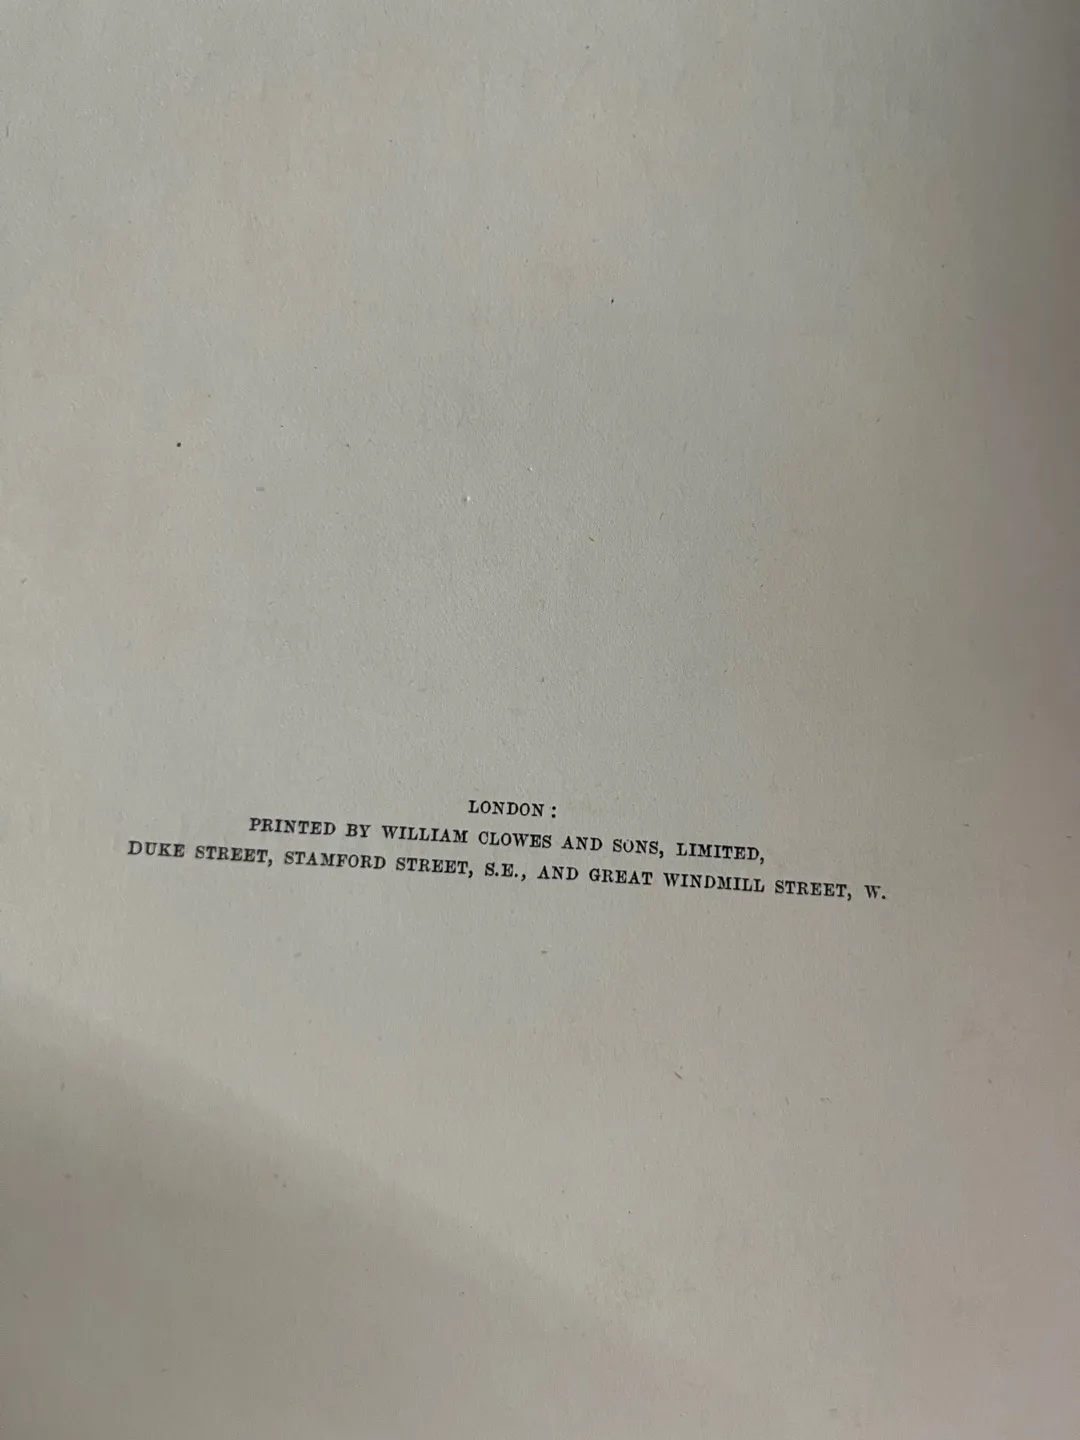 LONDON :
PRINTED BY WILLIAM CLOWES AND SONS, LIMITED,
DUKE STREET, STAMFORD STREET, S.E., AND GREAT WINDMILL STREET, W.